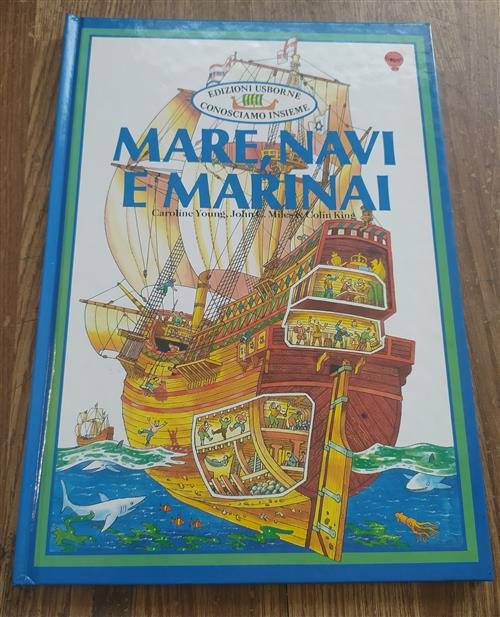 EDIZIONI USBORNE
CONOSCIAMO INSIEME
MARE, NAVI
E MARINAI
Caroline Young, John C. Miles & Colin King